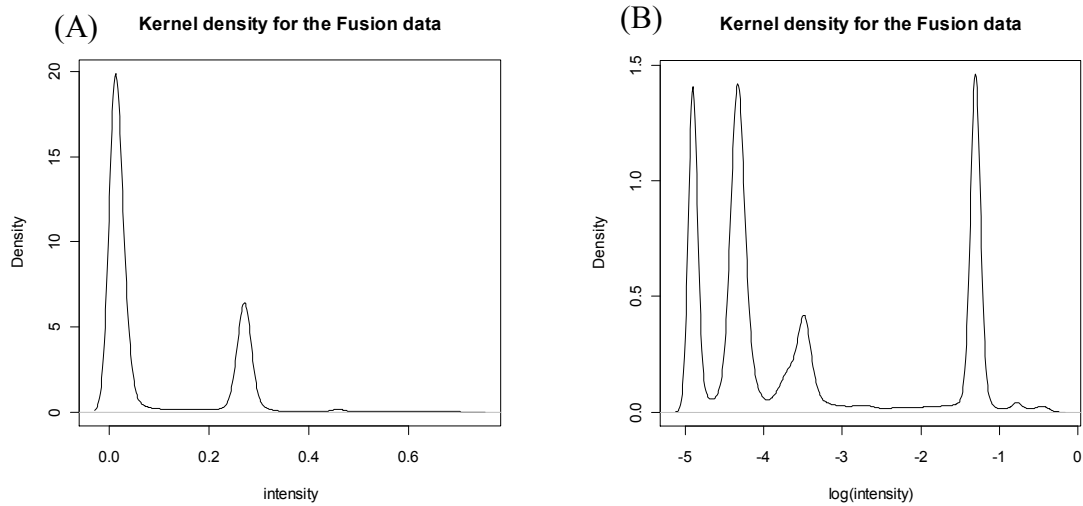 (A) Kernel density for the Fusion data
Density
20
15
10
5
0
0.0 0.2 0.4 0.6
intensity
(B) Kernel density for the Fusion data
Density
1.5
1.0
0.5
0.0
-5 -4 -3 -2 -1 0
log(intensity)